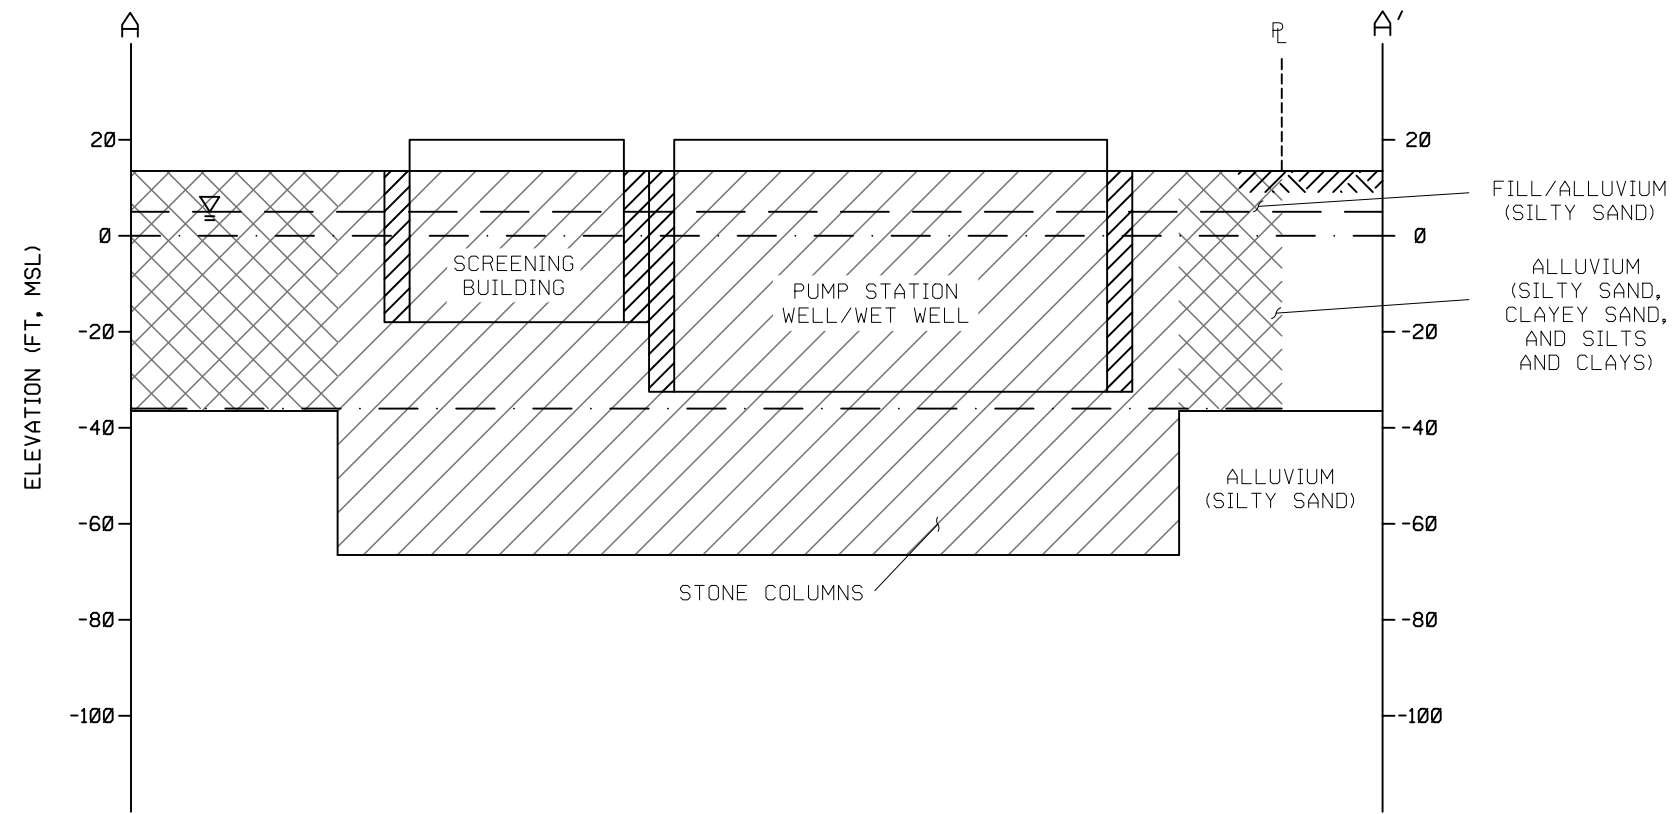 A
A'
PL
20
0
-20
-40
-60
-80
-100
ELEVATION (FT, MSL)
SCREENING
BUILDING
PUMP STATION
WELL/WET WELL
STONE COLUMNS
ALLUVIUM
(SILTY SAND)
20
0
-20
-40
-60
-80
-100
FILL/ALLUVIUM
(SILTY SAND)
ALLUVIUM
(SILTY SAND,
CLAYEY SAND,
AND SILTS
AND CLAYS)